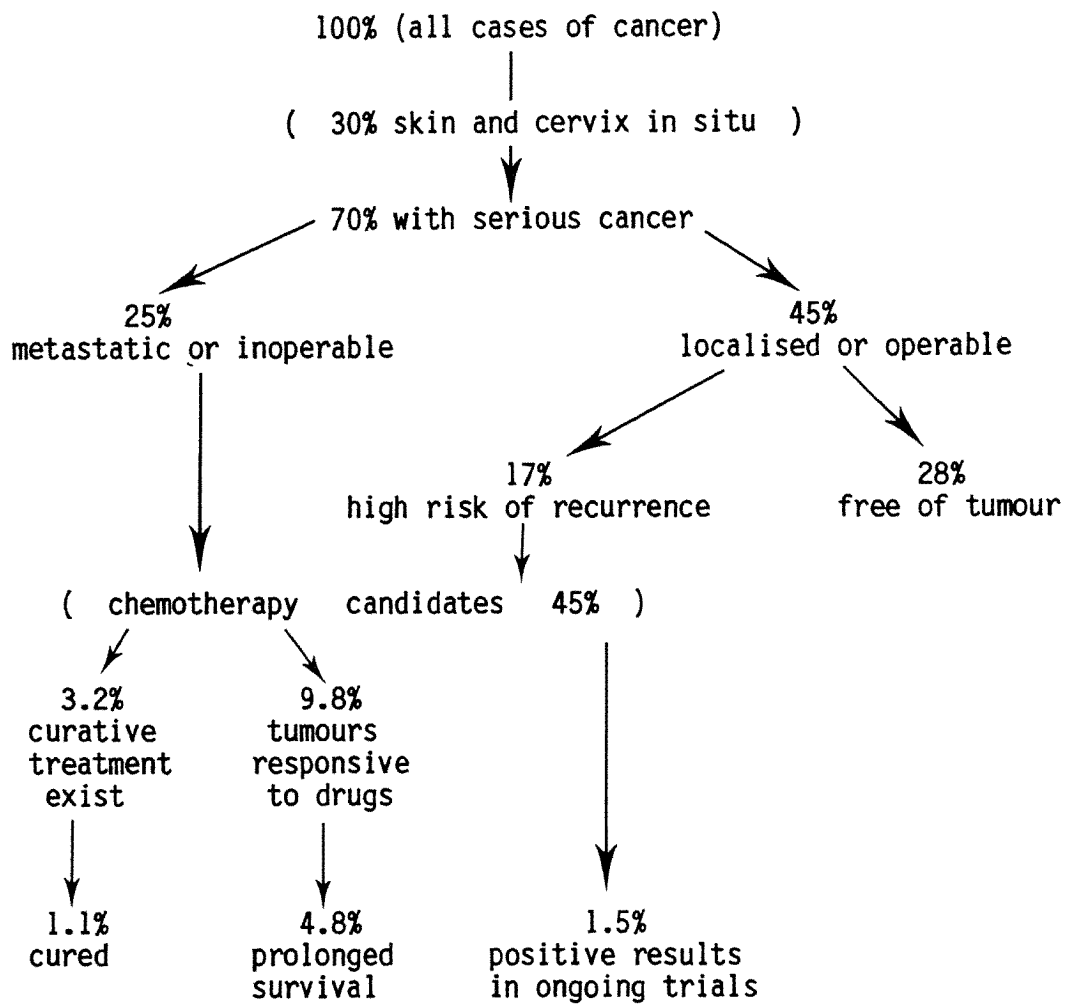 100% (all cases of cancer)
( 30% skin and cervix in situ )
70% with serious cancer
25%
metastatic or inoperable
45%
localised or operable
17%
high risk of recurrence
28%
free of tumour
( chemotherapy candidates 45% )
3.2%
curative
treatment
exist
9.8%
tumours
responsive
to drugs
1.1%
cured
4.8%
prolonged
survival
1.5%
positive results
in ongoing trials